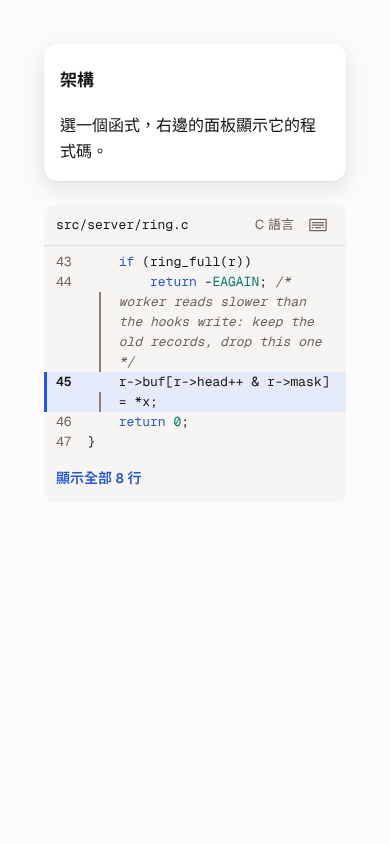 架構
選一個函式，右邊的面板顯示它的程
式碼。
src/server/ring.c C 語言
43 if (ring_full(r))
44 return -EAGAIN; /*
worker reads slower than
the hooks write: keep the
old records, drop this one
*/
45 r->buf[r->head++ & r->mask]
= *x;
46 return 0;
47 }
顯示全部 8 行